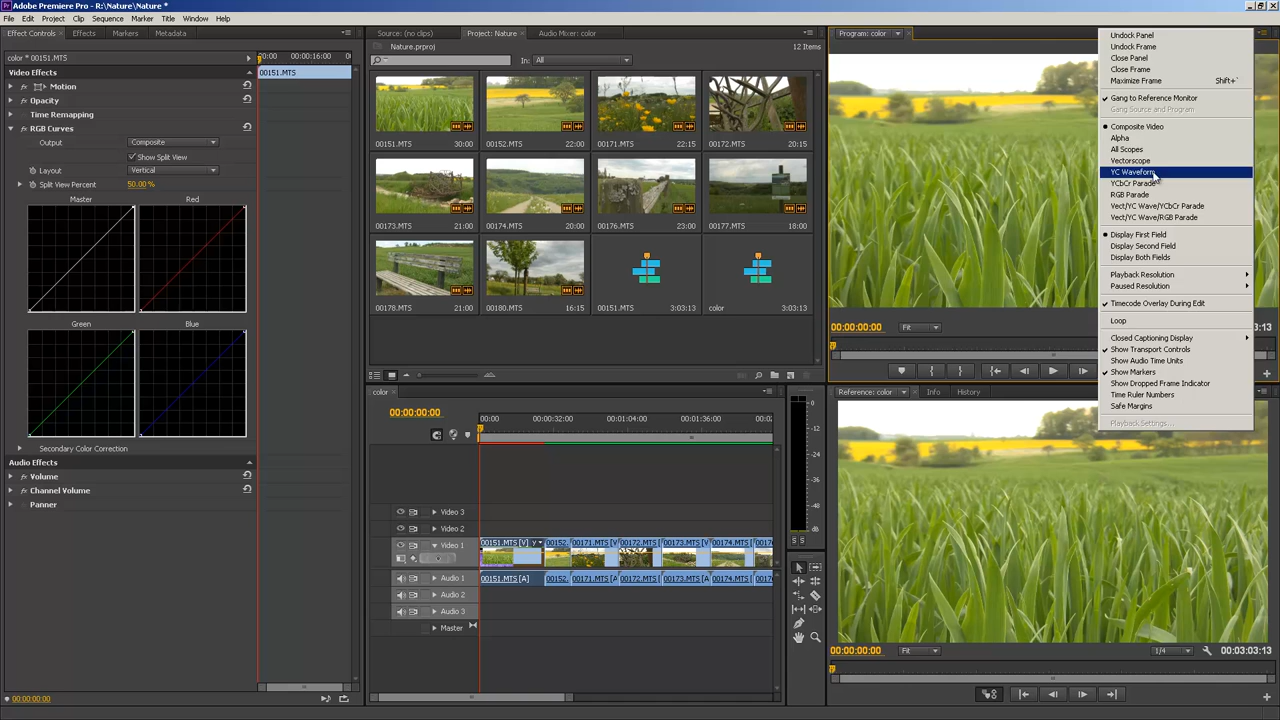 Adobe Premiere Pro - R:\Nature\Nature *
File Edit Project Clip Sequence Marker Title Window Help
Effect Controls Effects Markers Metadata
color * 00151.MTS
00:00 00:00:16:00
Video Effects
00151.MTS
fx Motion
fx Opacity
Time Remapping
fx RGB Curves
Output Composite
Show Split View
Layout Vertical
Split View Percent 50.00 %
Master Red
Green Blue
Secondary Color Correction
Audio Effects
fx Volume
fx Channel Volume
Panner
00:00:00:00
Source: (no clips) Project: Nature Audio Mixer: color
Nature.prproj 12 Items
In: All
00151.MTS 30:00 00152.MTS 22:00 00171.MTS 15:15 00172.MTS 20:15
00173.MTS 21:00 00174.MTS 20:00 00176.MTS 23:00 00177.MTS 18:00
00178.MTS 21:00 00180.MTS 16:15 00151.MTS 3:03:13 color 3:03:13
color
00:00:00:00
00:00 00:00:32:00 00:01:04:00 00:01:36:00
Video 3
Video 2
Video 1 00151.MTS [V] 00152. 00171.MTS [V 00172.MTS 00173.MTS [V 00174.MTS
Audio 1 00151.MTS [A] 00152. 00171.MTS [A 00172.MTS [ 00173.MTS [A 00174.MTS
Audio 2
Audio 3
Master
0
dB
S S
Program: color
00:00:00:00 Fit 3:13
Undock Panel
Undock Frame
Close Panel
Close Frame
Maximize Frame Shift+`
Gang to Reference Monitor
Gang Source and Program
Composite Video
Alpha
All Scopes
Vectorscope
YC Waveform
YCbCr Parade
RGB Parade
Vect/YC Wave/YCbCr Parade
Vect/YC Wave/RGB Parade
Display First Field
Display Second Field
Display Both Fields
Playback Resolution
Paused Resolution
Timecode Overlay During Edit
Loop
Closed Captioning Display
Show Transport Controls
Show Audio Time Units
Show Markers
Show Dropped Frame Indicator
Time Ruler Numbers
Safe Margins
Playback Settings...
Reference: color Info History
00:00:00:00 Fit 1/4 00:03:03:13